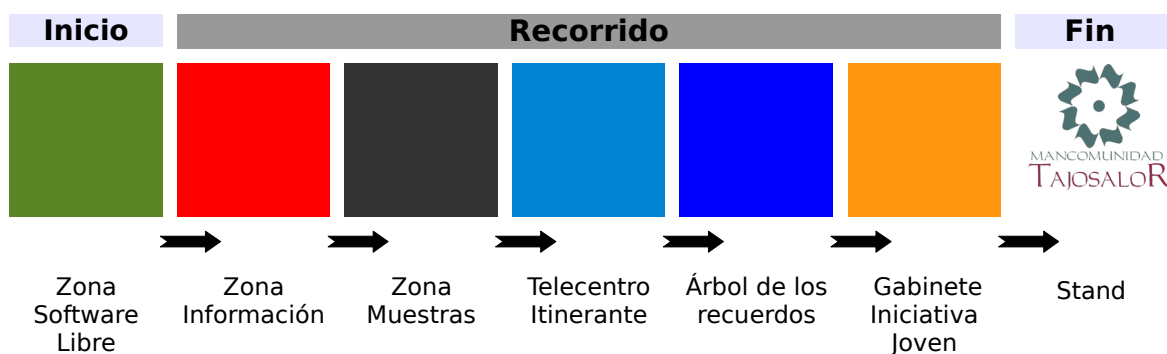 Inicio
Recorrido
Fin
MANCOMUNIDAD
TAJOSALOR
Zona
Software
Libre
Zona
Información
Zona
Muestras
Telecentro
Itinerante
Árbol de los
recuerdos
Gabinete
Iniciativa
Joven
Stand